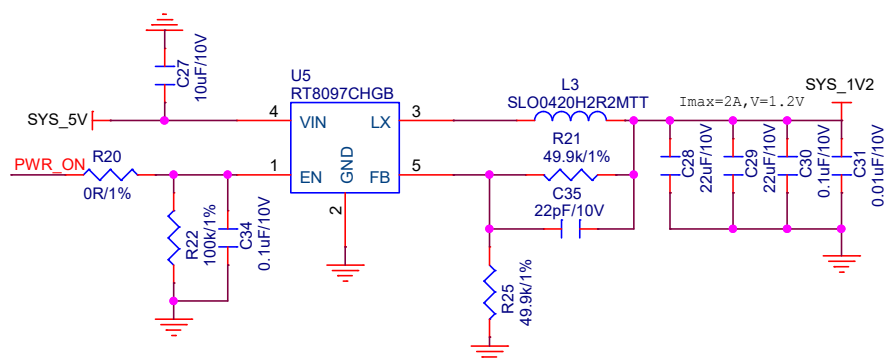 C27
10uF/10V
U5
RT8097CHGB
L3
SLO0420H2R2MTT
Imax=2A,V=1.2V
SYS_1V2
SYS_5V
4
VIN
LX
3
PWR_ON
R20
0R/1%
1
EN
GND
FB
5
2
R21
49.9k/1%
C35
22pF/10V
C28
22uF/10V
C29
22uF/10V
C30
0.1uF/10V
C31
0.01uF/10V
R22
100k/1%
C34
0.1uF/10V
R25
49.9k/1%